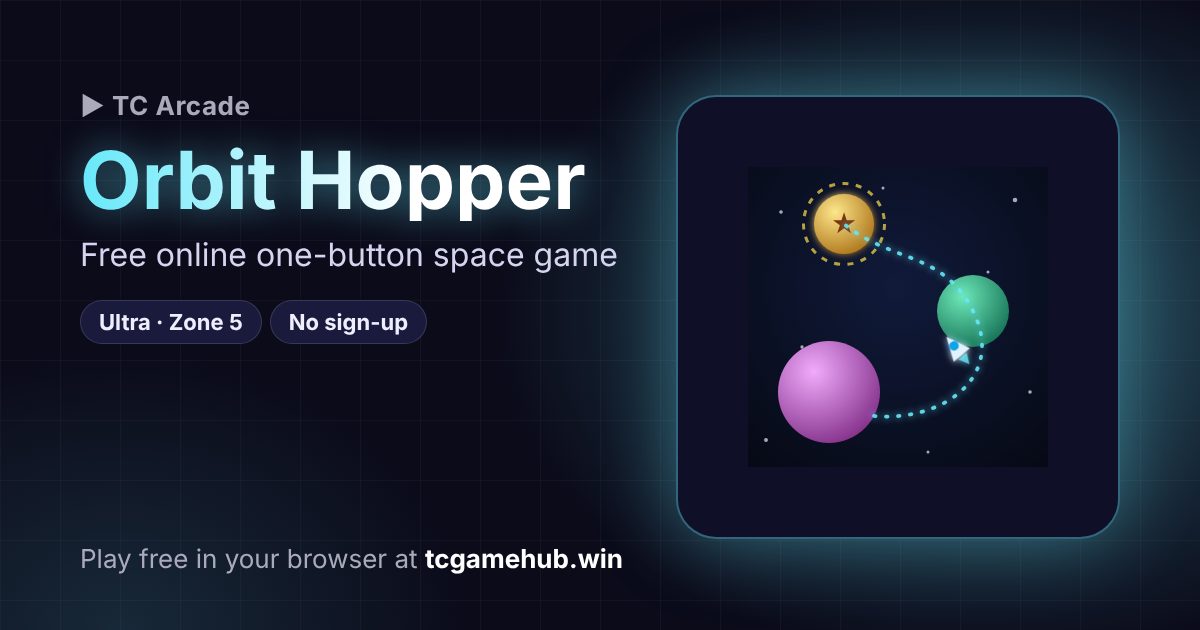 ▶ TC Arcade
Orbit Hopper
Free online one-button space game
Ultra · Zone 5
No sign-up
Play free in your browser at tcgamehub.win